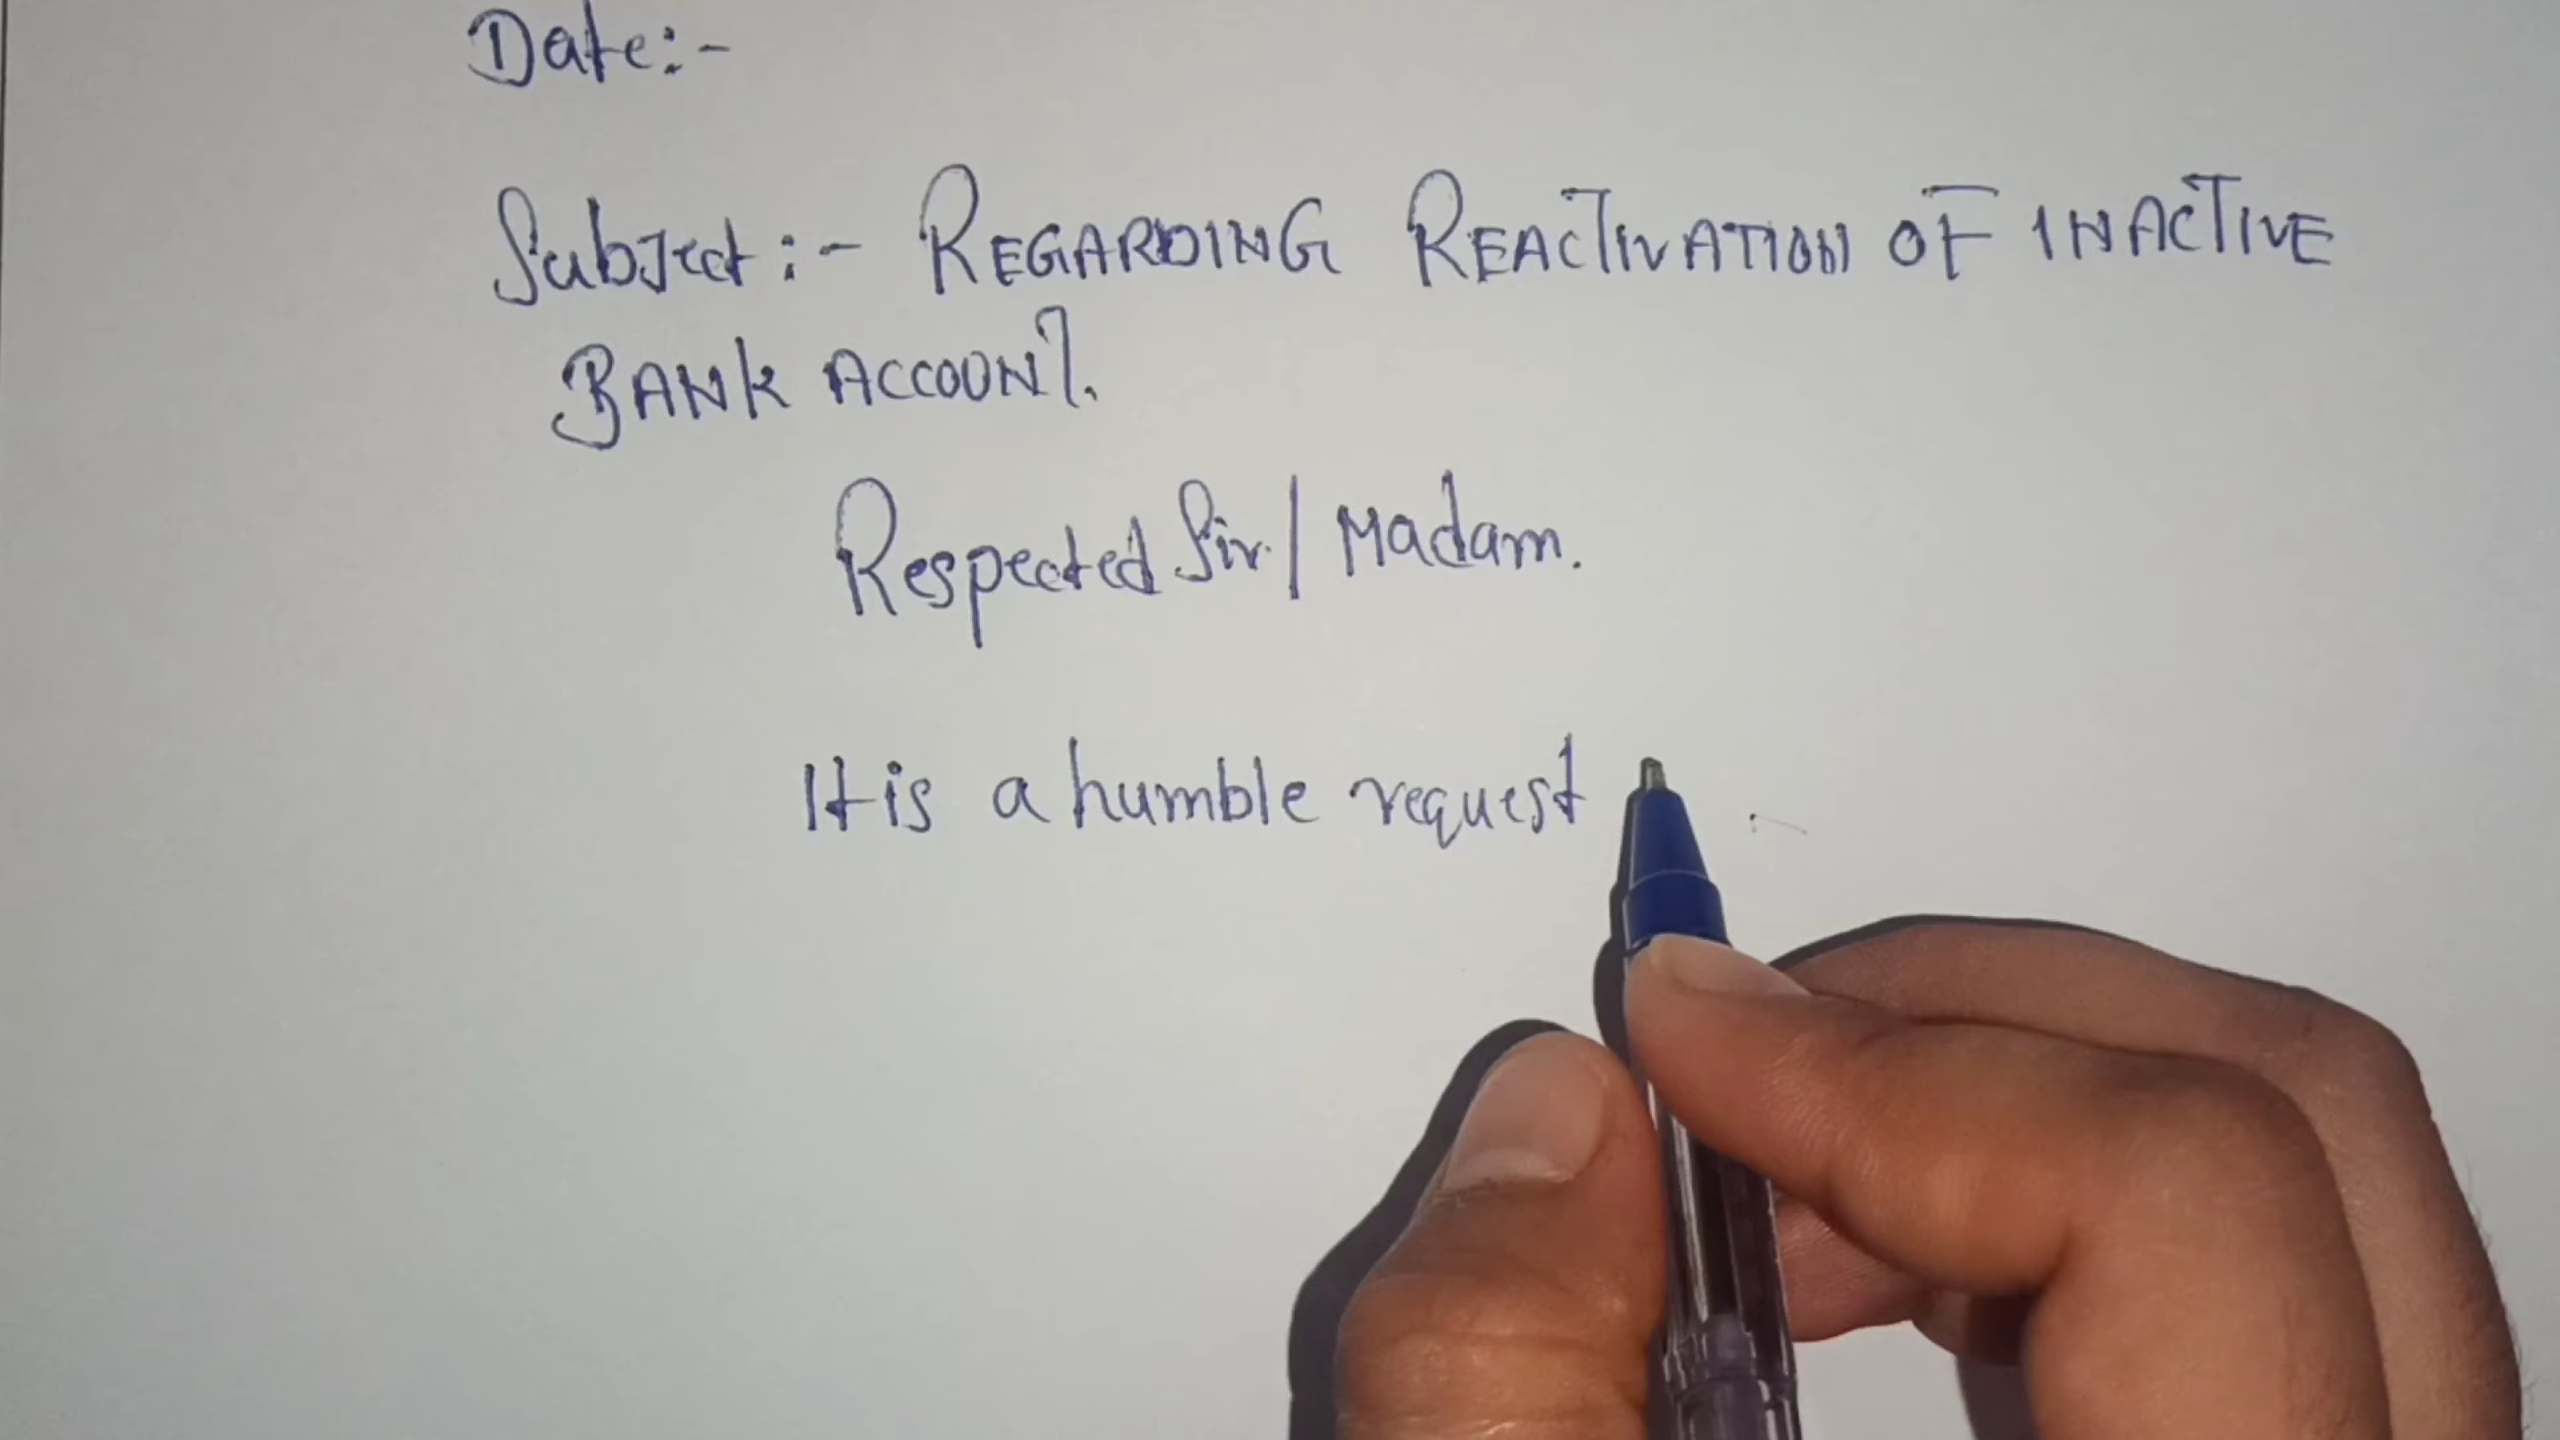 Date:-
Subject:- REGARDING REACTIVATION OF INACTIVE
BANK ACCOUNT.
Respected Sir/Madam.
It is a humble request